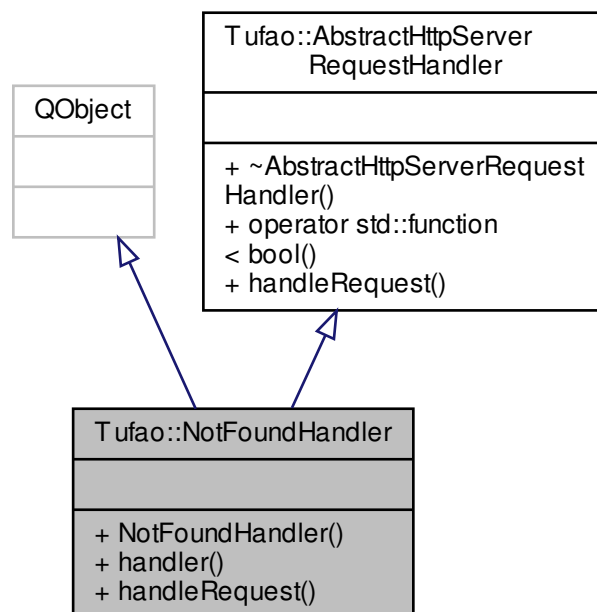 Tufao::AbstractHttpServer
RequestHandler
QObject
+ ~AbstractHttpServerRequest
Handler()
+ operator std::function
< bool()
+ handleRequest()
Tufao::NotFoundHandler
+ NotFoundHandler()
+ handler()
+ handleRequest()